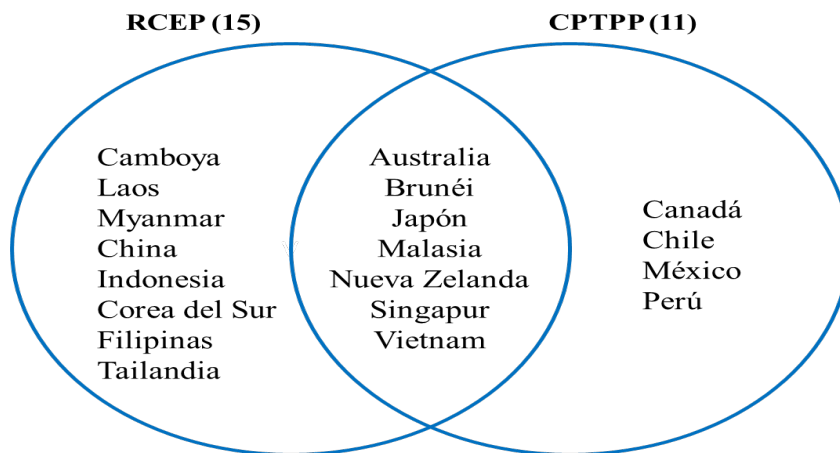 RCEP (15)
CPTPP (11)
Camboya
Laos
Myanmar
China
Indonesia
Corea del Sur
Filipinas
Tailandia
Australia
Brunéi
Japón
Malasia
Nueva Zelanda
Singapur
Vietnam
Canadá
Chile
México
Perú